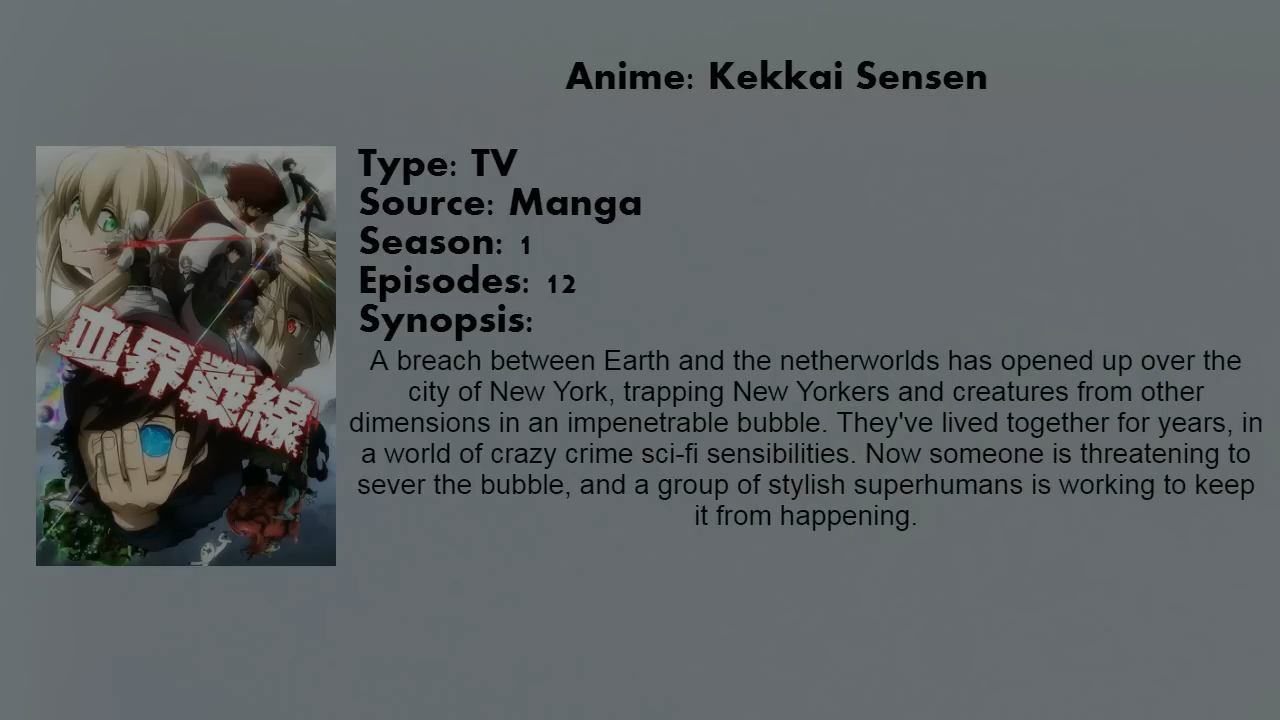 Anime: Kekkai Sensen
Type: TV
Source: Manga
Season: 1
Episodes: 12
Synopsis:
A breach between Earth and the netherworlds has opened up over the
city of New York, trapping New Yorkers and creatures from other
dimensions in an impenetrable bubble. They've lived together for years, in
a world of crazy crime sci-fi sensibilities. Now someone is threatening to
sever the bubble, and a group of stylish superhumans is working to keep
it from happening.
血界戦線